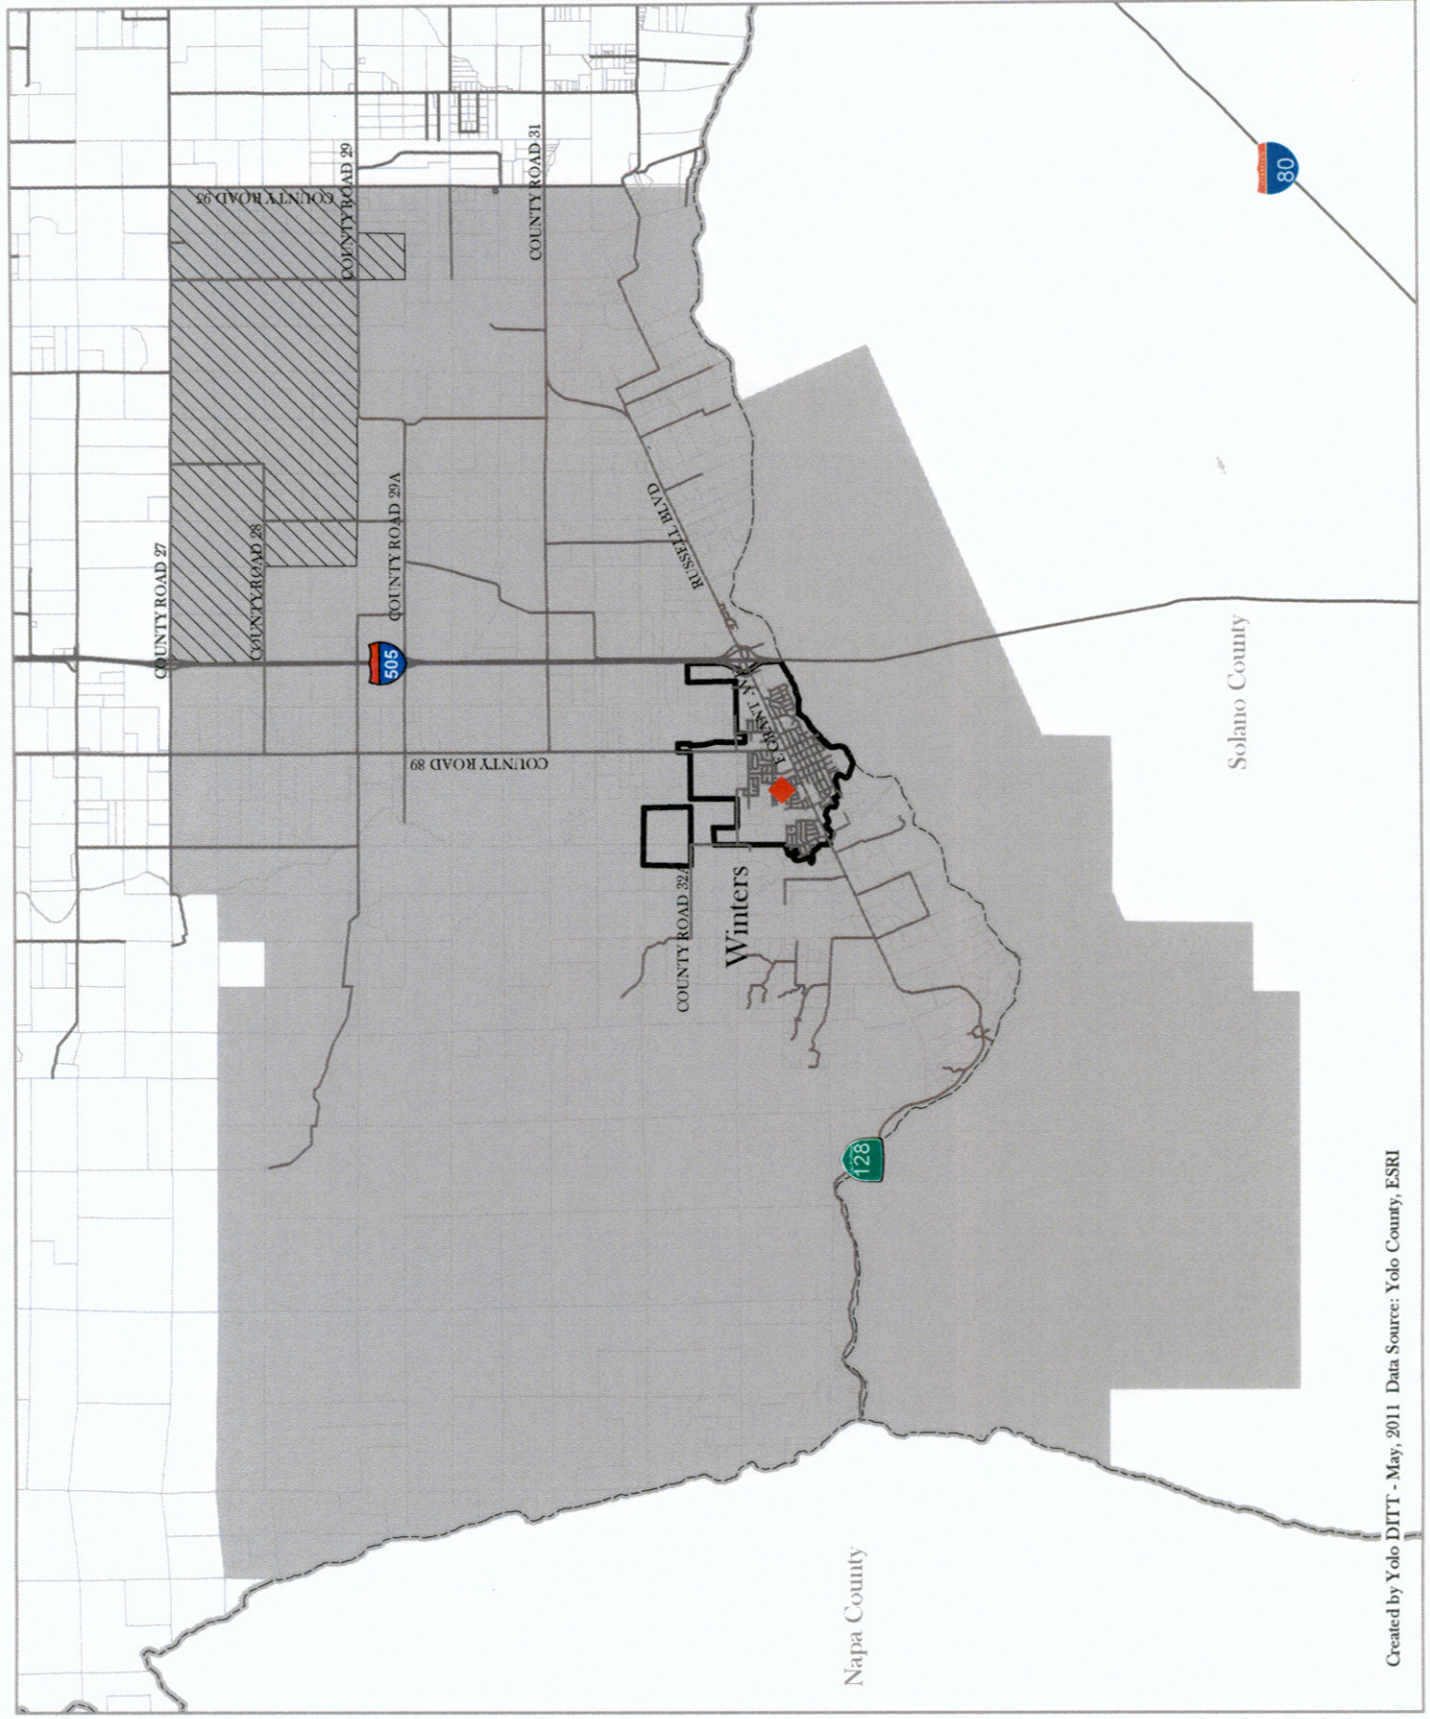 COUNTY ROAD 27
COUNTY ROAD 28
COUNTY ROAD 95
COUNTY ROAD 29
505
COUNTY ROAD 29A
COUNTY ROAD 89
COUNTY ROAD 31
COUNTY ROAD 32A
RUSSELL BLVD
Winters
E GRANT
128
Napa County
Solano County
80
Created by Yolo DITT - May, 2011 Data Source: Yolo County, ESRI